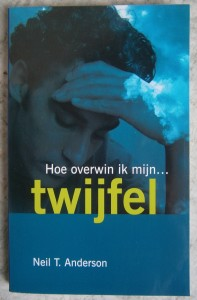 Hoe overwin ik mijn...
twijfel
Neil T. Anderson